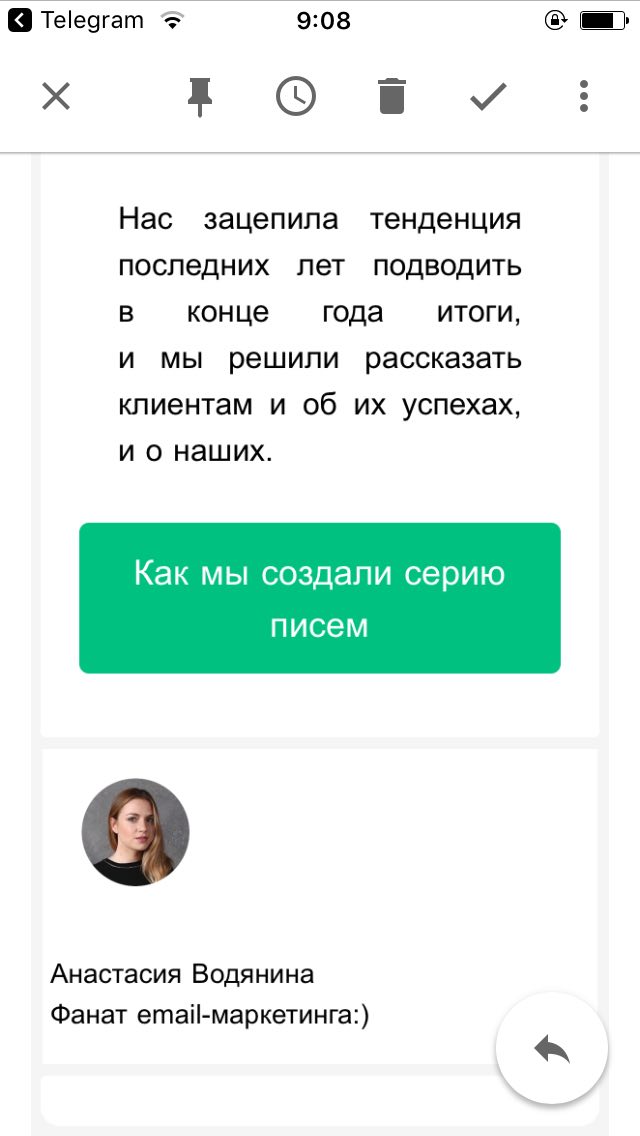 Telegram
9:08
Нас зацепила тенденция
последних лет подводить
в конце года итоги,
и мы решили рассказать
клиентам и об их успехах,
и о наших.
Как мы создали серию
писем
Анастасия Водянина
Фанат email-маркетинга:)